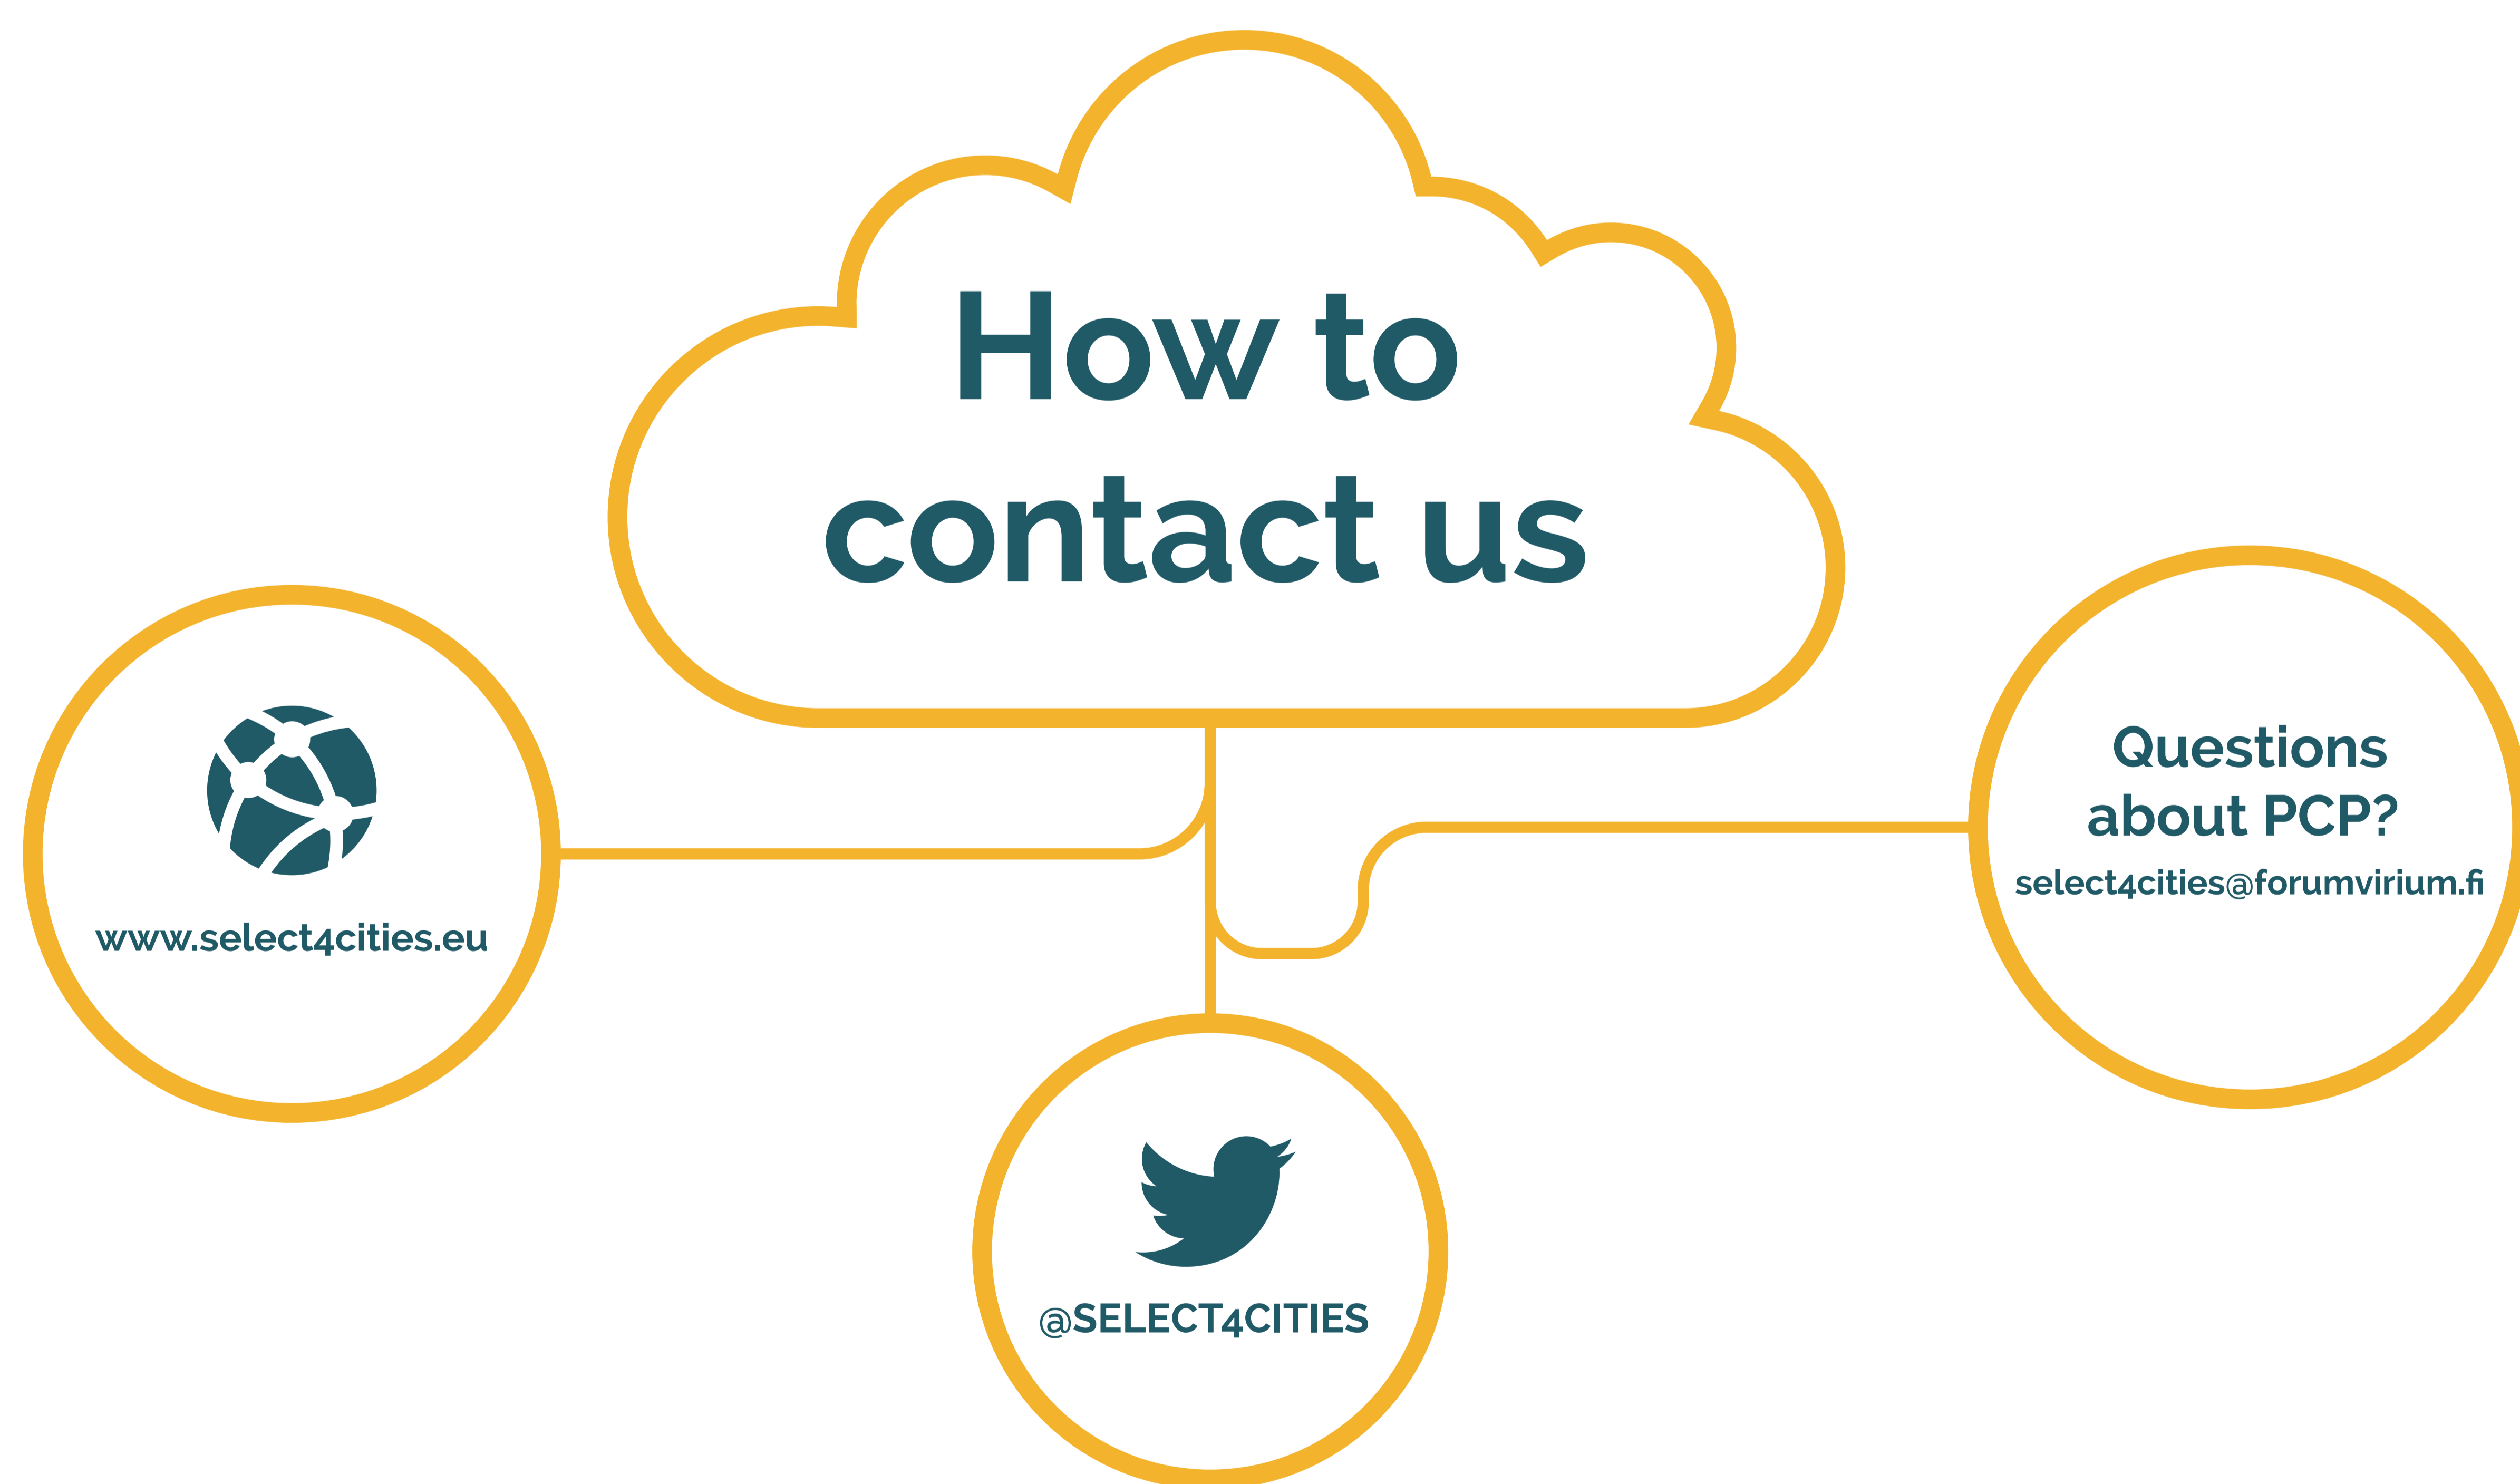 How to
contact us
www.select4cities.eu
Questions
about PCP?
select4cities@forumvirium.fi
@SELECT4CITIES